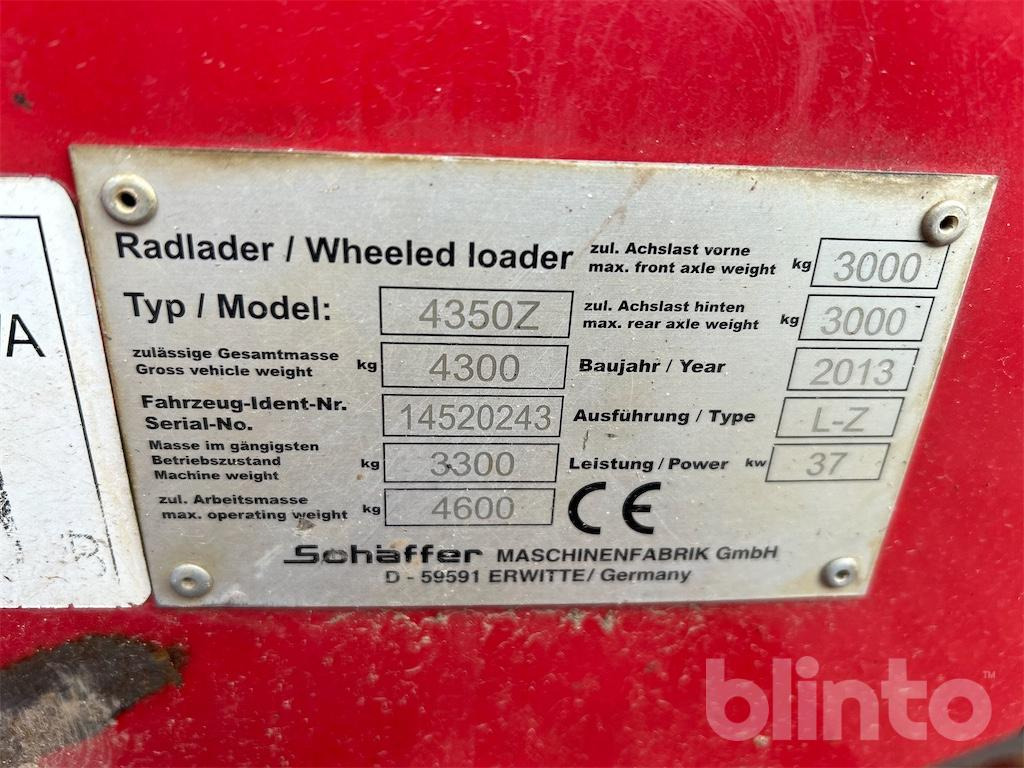 Radlader / Wheeled loader
Typ / Model: 4350Z
zulässige Gesamtmasse
Gross vehicle weight kg 4300
Fahrzeug-Ident-Nr.
Serial-No. 14520243
Masse im gängigsten
Betriebszustand
Machine weight kg 3300
zul. Arbeitsmasse
max. operating weight kg 4600
zul. Achslast vorne
max. front axle weight kg 3000
zul. Achslast hinten
max. rear axle weight kg 3000
Baujahr / Year 2013
Ausführung / Type L-Z
Leistung / Power kw 37
CE
Schäffer MASCHINENFABRIK GmbH
D - 59591 ERWITTE / Germany
blinto™